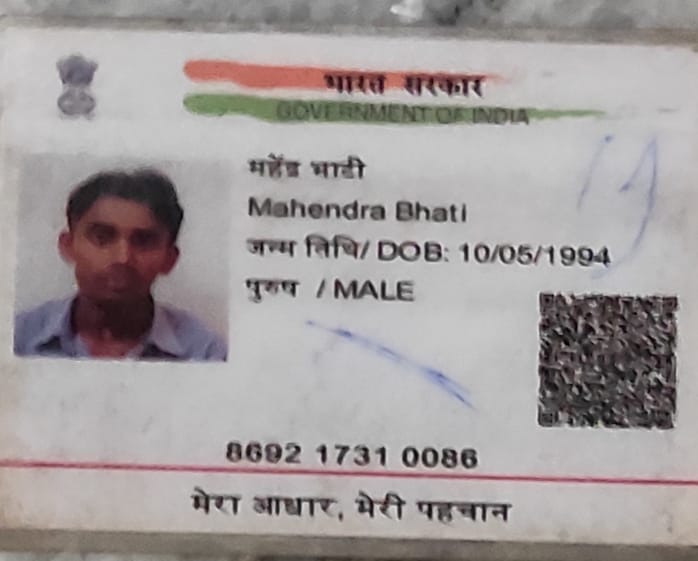 भारत सरकार
GOVERNMENT OF INDIA
महेंद्र भाटी
Mahendra Bhati
जन्म तिथि/ DOB: 10/05/1994
पुरुष / MALE
8692 1731 0086
मेरा आधार, मेरी पहचान